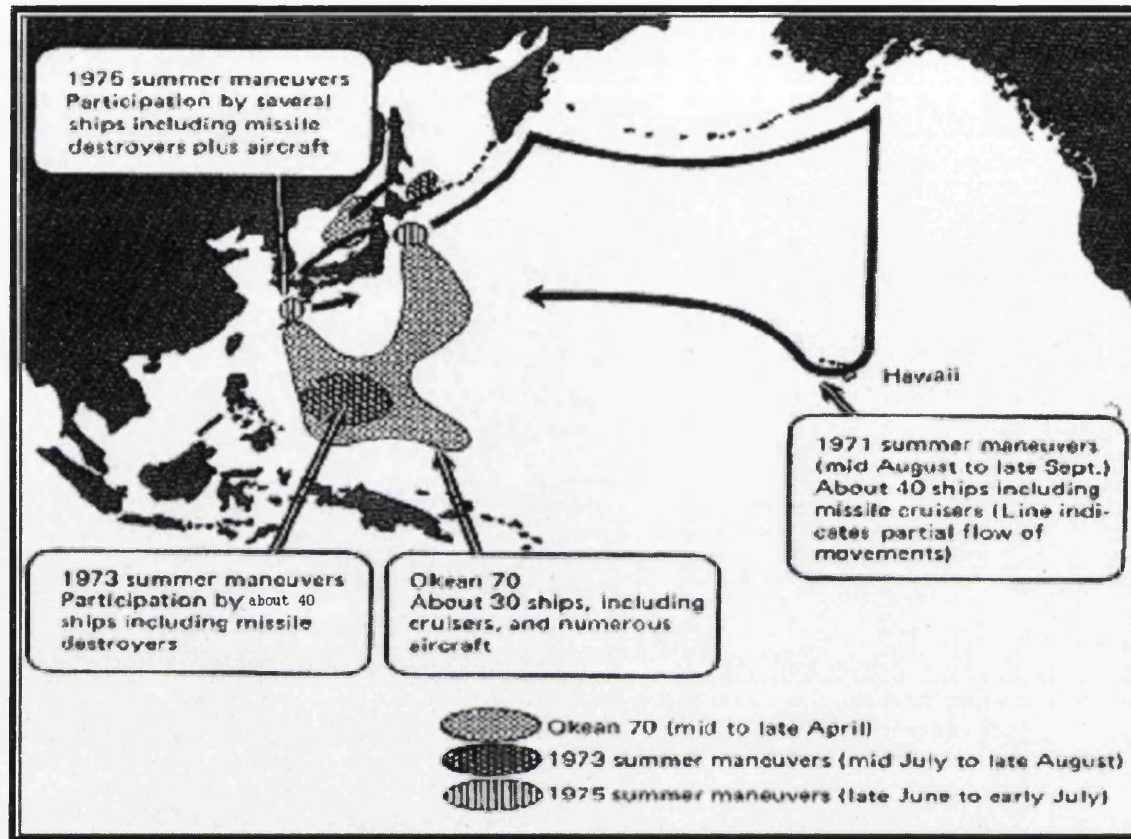 1975 summer maneuvers
Participation by several
ships including missile
destroyers plus aircraft
Hawaii
1971 summer maneuvers
(mid August to late Sept.)
About 40 ships including
missile cruisers (Line indi-
cates partial flow of
movements)
1973 summer maneuvers
Participation by about 40
ships including missile
destroyers
Okean 70
About 30 ships, including
cruisers, and numerous
aircraft
Okean 70 (mid to late April)
1973 summer maneuvers (mid July to late August)
1975 summer maneuvers (late June to early July)